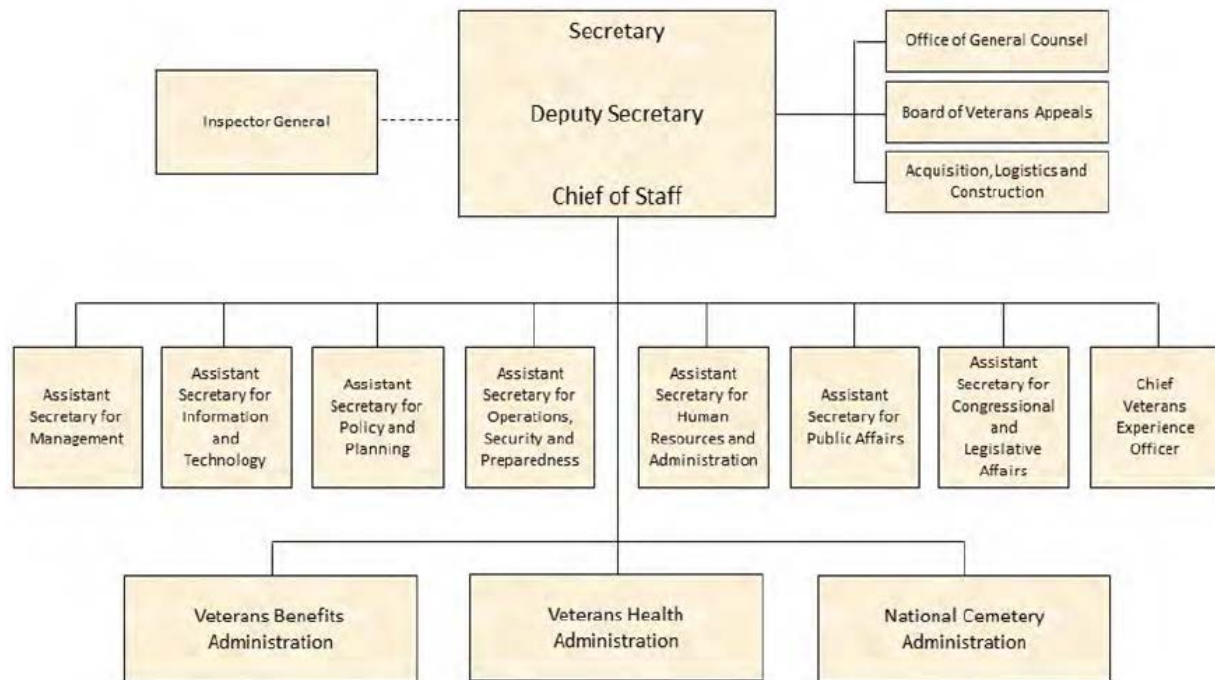 Secretary
Deputy Secretary
Chief of Staff
Inspector General
Office of General Counsel
Board of Veterans Appeals
Acquisition, Logistics and
Construction
Assistant
Secretary for
Management
Assistant
Secretary for
Information
and
Technology
Assistant
Secretary for
Policy and
Planning
Assistant
Secretary for
Operations,
Security and
Preparedness
Assistant
Secretary for
Human
Resources and
Administration
Assistant
Secretary for
Public Affairs
Assistant
Secretary for
Congressional
and
Legislative
Affairs
Chief
Veterans
Experience
Officer
Veterans Benefits
Administration
Veterans Health
Administration
National Cemetery
Administration